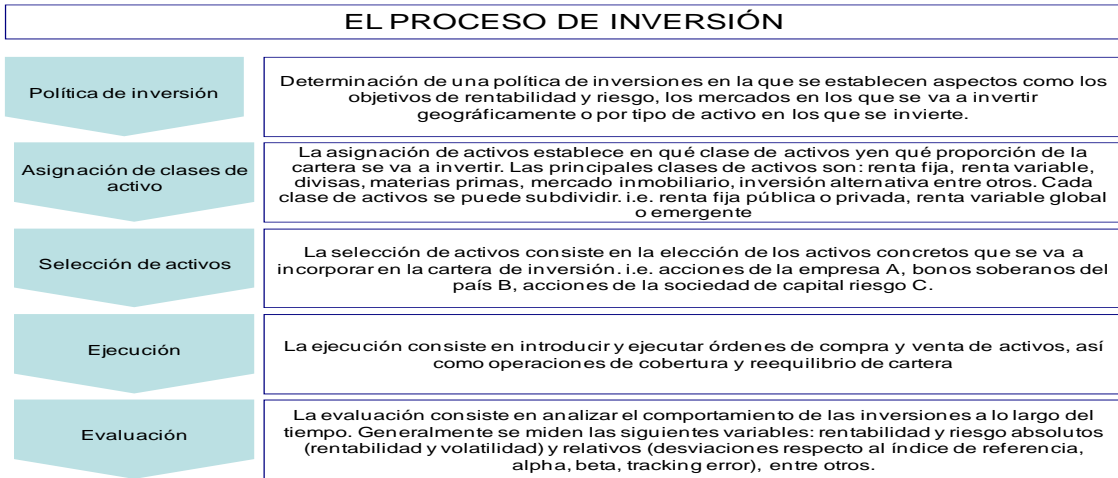 EL PROCESO DE INVERSIÓN
Política de inversión
Determinación de una política de inversiones en la que se establecen aspectos como los
objetivos de rentabilidad y riesgo, los mercados en los que se va a invertir
geográficamente o por tipo de activo en los que se invierte.
Asignación de clases de
activo
La asignación de activos establece en qué clase de activos yen qué proporción de la
cartera se va a invertir. Las principales clases de activos son: renta fija, renta variable,
divisas, materias primas, mercado inmobiliario, inversión alternativa entre otros. Cada
clase de activos se puede subdividir. i.e. renta fija pública o privada, renta variable global
o emergente
Selección de activos
La selección de activos consiste en la elección de los activos concretos que se va a
incorporar en la cartera de inversión. i.e. acciones de la empresa A, bonos soberanos del
país B, acciones de la sociedad de capital riesgo C.
Ejecución
La ejecución consiste en introducir y ejecutar órdenes de compra y venta de activos, así
como operaciones de cobertura y reequilibrio de cartera
Evaluación
La evaluación consiste en analizar el comportamiento de las inversiones a lo largo del
tiempo. Generalmente se miden las siguientes variables: rentabilidad y riesgo absolutos
(rentabilidad y volatilidad) y relativos (desviaciones respecto al índice de referencia,
alpha, beta, tracking error), entre otros.